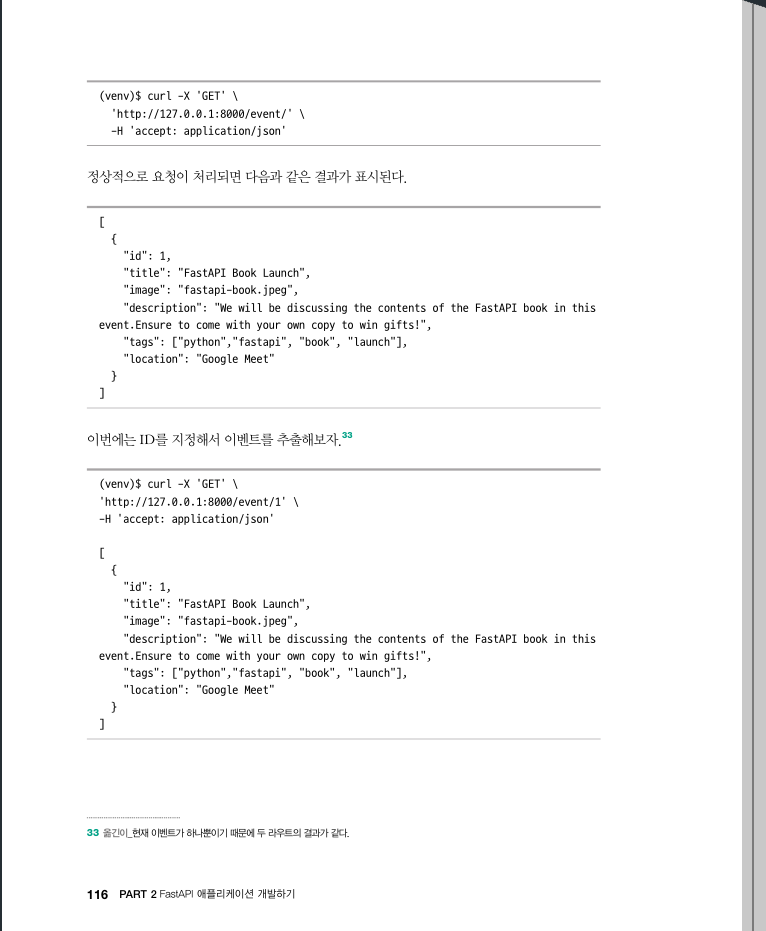 (venv)$ curl -X 'GET' \
  'http://127.0.0.1:8000/event/' \
  -H 'accept: application/json'
정상적으로 요청이 처리되면 다음과 같은 결과가 표시된다.
[
  {
    "id": 1,
    "title": "FastAPI Book Launch",
    "image": "fastapi-book.jpeg",
    "description": "We will be discussing the contents of the FastAPI book in this
event.Ensure to come with your own copy to win gifts!",
    "tags": ["python","fastapi", "book", "launch"],
    "location": "Google Meet"
  }
]
이번에는 ID를 지정해서 이벤트를 추출해보자.33
(venv)$ curl -X 'GET' \
'http://127.0.0.1:8000/event/1' \
-H 'accept: application/json'
[
  {
    "id": 1,
    "title": "FastAPI Book Launch",
    "image": "fastapi-book.jpeg",
    "description": "We will be discussing the contents of the FastAPI book in this
event.Ensure to come with your own copy to win gifts!",
    "tags": ["python","fastapi", "book", "launch"],
    "location": "Google Meet"
  }
]
33 옮긴이_현재 이벤트가 하나뿐이기 때문에 두 라우트의 결과가 같다.
116 PART 2 FastAPI 애플리케이션 개발하기